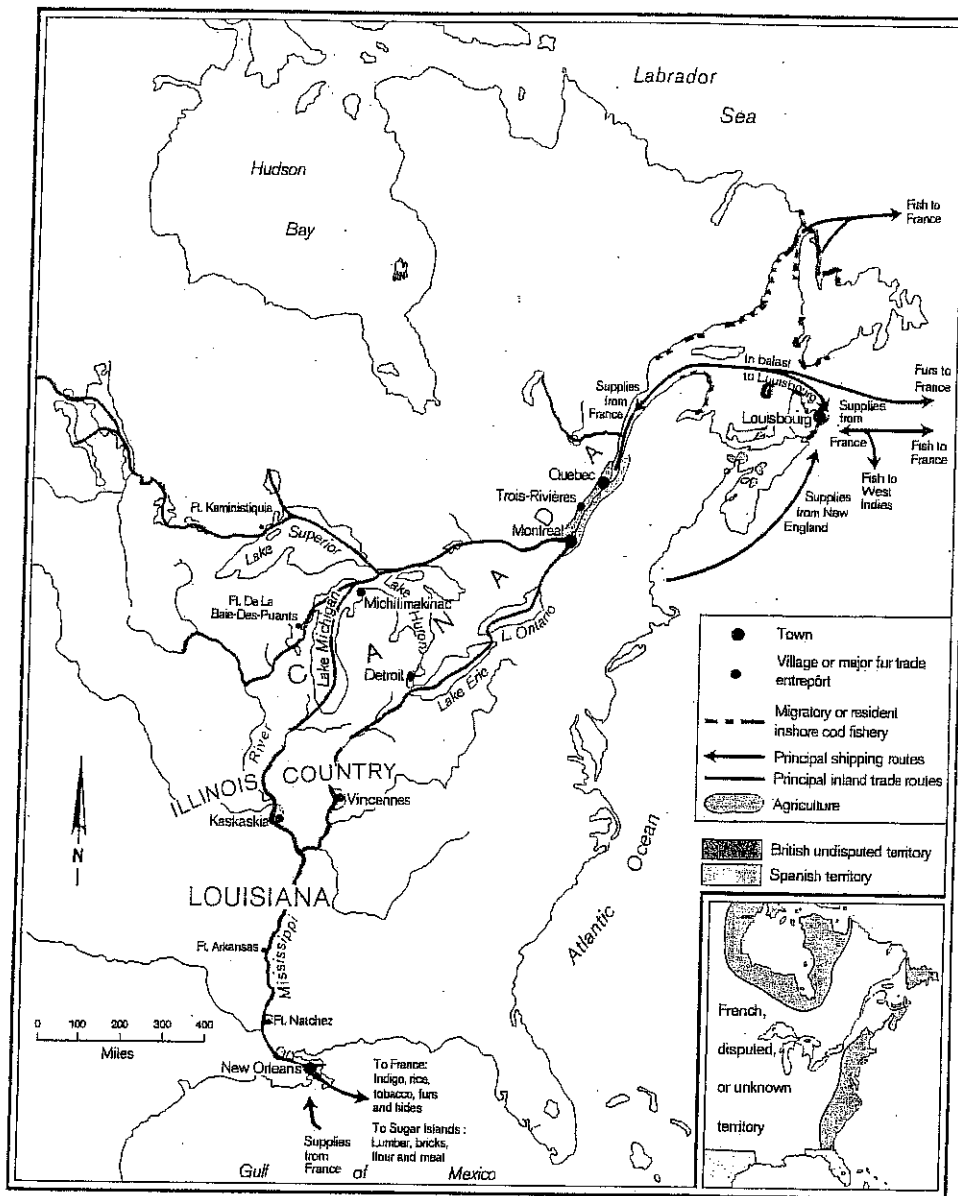 Labrador
Sea
Hudson
Bay
Fish to
France
In balast
to Louisbourg
Furs to
France
Supplies
from
France
Louisbourg
Supplies
from
France
Fish to
France
Fish to
West
Indies
Supplies
from New
England
Quebec
Trois-Rivières
Montreal
Ft. Kaministiquia
Lake Superior
Michilimakinac
Lake Huron
Ft. De La
Baie-Des-Puants
Lake Michigan
CANADA
L. Ontario
Detroit
Lake Erie
River
ILLINOIS COUNTRY
Vincennes
Kaskaskia
N
LOUISIANA
Ft. Arkansas
Mississippi
Ft. Natchez
0 100 200 300 400
Miles
New Orleans
Supplies
from
France
To France:
Indigo, rice,
tobacco, furs
and hides
To Sugar Islands :
Lumber, bricks,
flour and meal
Gulf of Mexico
Atlantic Ocean
Town
Village or major fur trade
entrepôt
Migratory or resident
inshore cod fishery
Principal shipping routes
Principal inland trade routes
Agriculture
British undisputed territory
Spanish territory
French,
disputed,
or unknown
territory